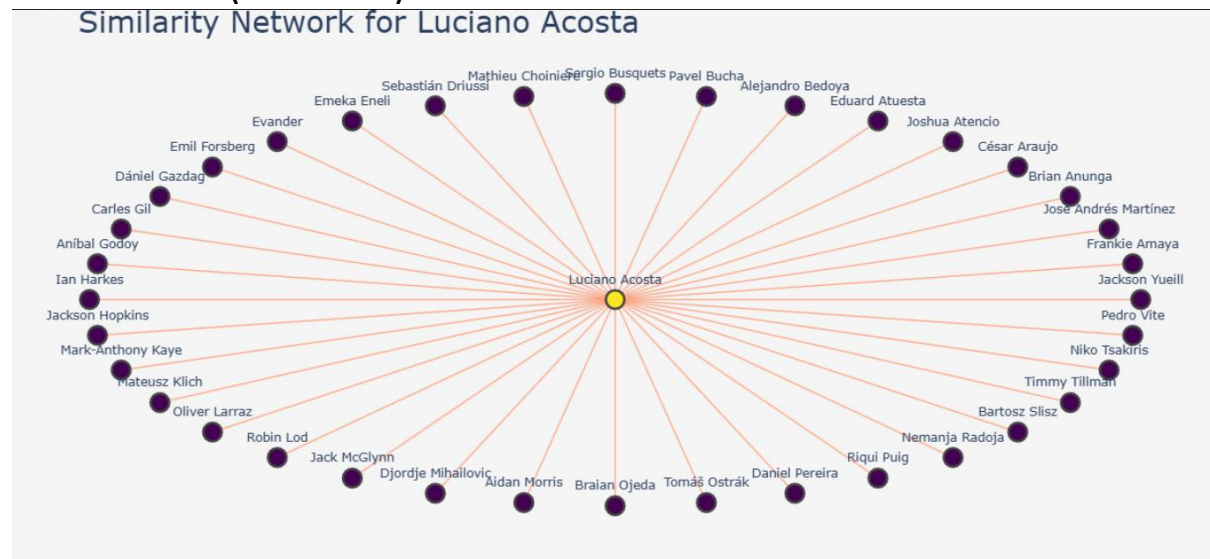 Similarity Network for Luciano Acosta
Mathieu Choinière
Sergio Busquets
Pavel Bucha
Sebastián Driussi
Alejandro Bedoya
Emeka Eneli
Eduard Atuesta
Evander
Joshua Atencio
Emil Forsberg
César Araujo
Dániel Gazdag
Brian Anunga
Carles Gil
José Andrés Martínez
Aníbal Godoy
Frankie Amaya
Ian Harkes
Luciano Acosta
Jackson Yueill
Jackson Hopkins
Pedro Vite
Mark-Anthony Kaye
Niko Tsakiris
Mateusz Klich
Timmy Tillman
Oliver Larraz
Bartosz Slisz
Robin Lod
Nemanja Radoja
Jack McGlynn
Riqui Puig
Djordje Mihailovic
Aidan Morris
Braian Ojeda
Tomáš Ostrák
Daniel Pereira